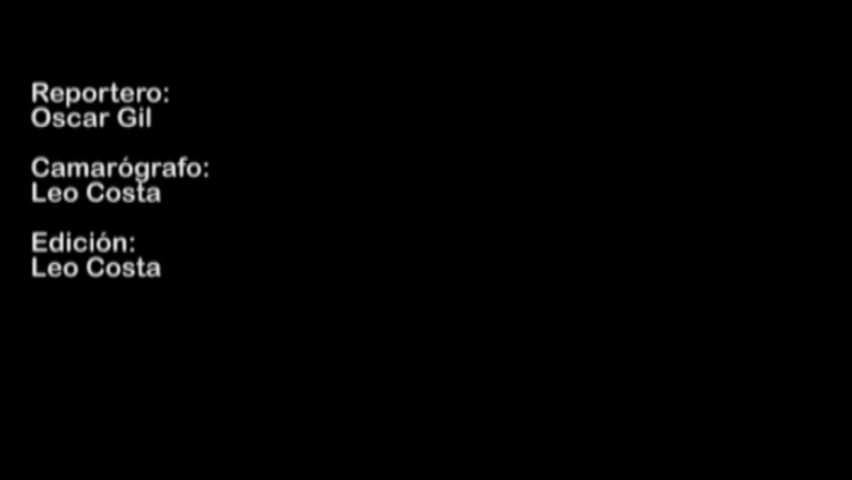 Reportero:
Oscar Gil
Camarógrafo:
Leo Costa
Edición:
Leo Costa